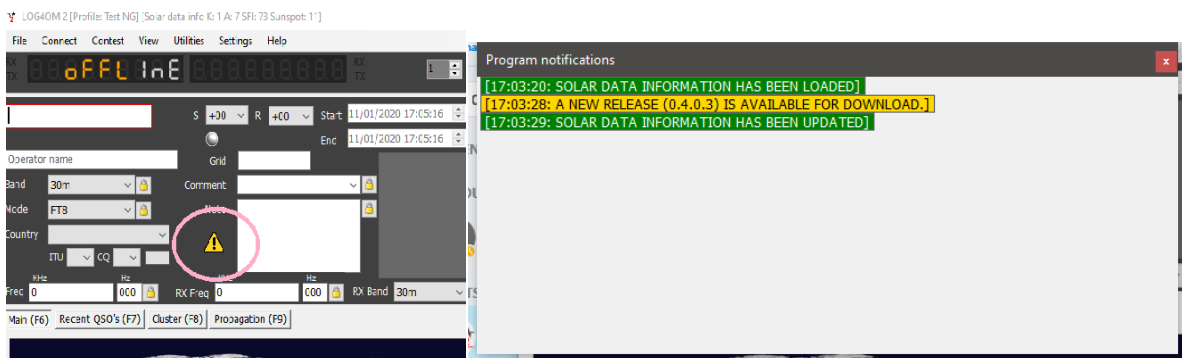 LOG4OM 2 [Profile: Test NG] [Solar data info K: 1 A: 7 SFI: 73 Sunspot: 11]
File Connect Contest View Utilities Settings Help
RX TX oFFLInE RX TX 1
S +00 R +00 Start 11/01/2020 17:05:16
End 11/01/2020 17:05:16
Operator name Grid
Band 30m Comment
Mode FT8 Note
Country
ITU CQ
KHz Hz KHz Hz
Freq 0 000 RX Freq 0 000 RX Band 30m
Main (F6) Recent QSO's (F7) Cluster (F8) Propagation (F9)
Program notifications x
[17:03:20: SOLAR DATA INFORMATION HAS BEEN LOADED]
[17:03:28: A NEW RELEASE (0.4.0.3) IS AVAILABLE FOR DOWNLOAD.]
[17:03:29: SOLAR DATA INFORMATION HAS BEEN UPDATED]